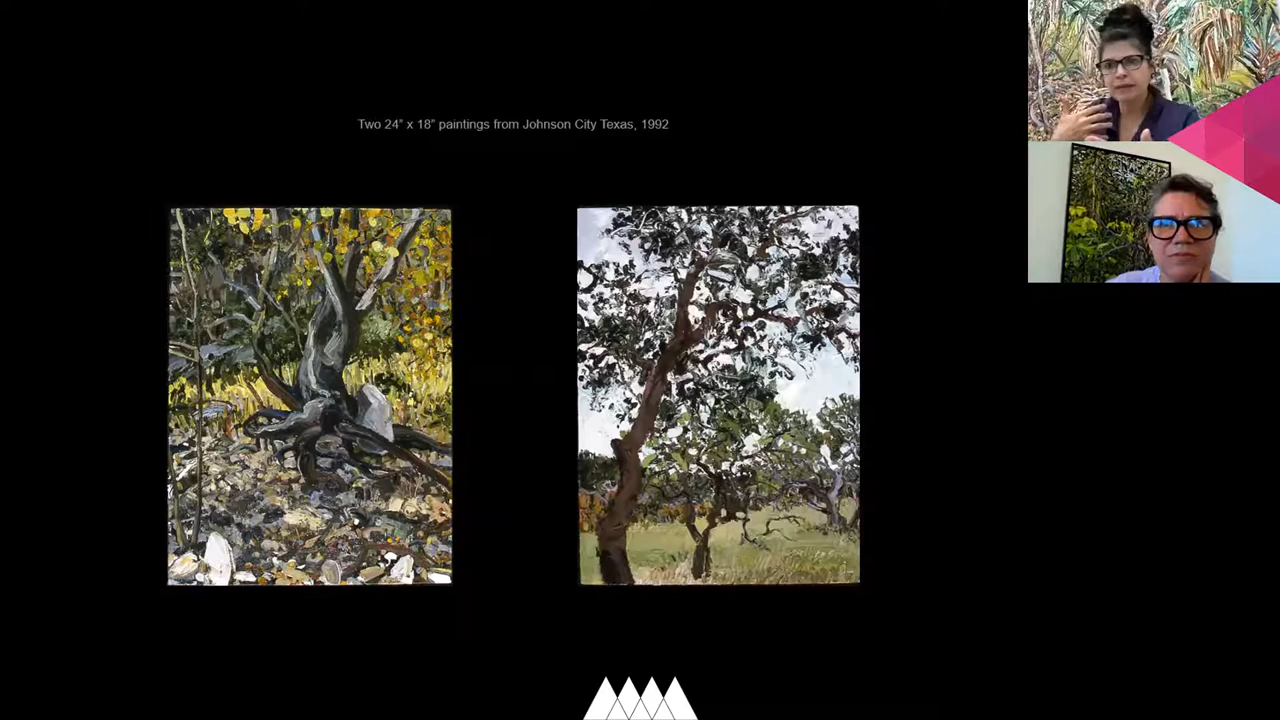 Two 24” x 18” paintings from Johnson City Texas, 1992